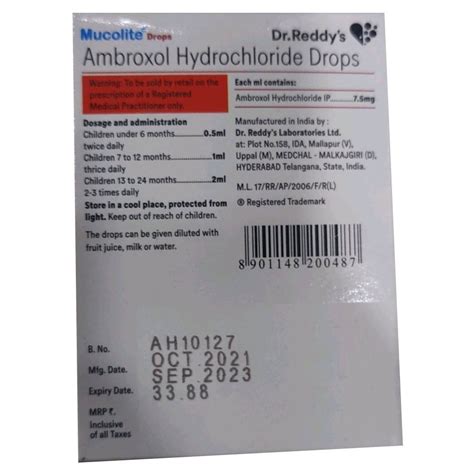 Mucolite® Drops
Dr.Reddy's
Ambroxol Hydrochloride Drops
Warning: To be sold by retail on the
prescription of a Registered
Medical Practitioner only.
Dosage and administration
Children under 6 months..........0.5ml
twice daily
Children 7 to 12 months............1ml
thrice daily
Children 13 to 24 months..........2ml
2-3 times daily
Store in a cool place, protected from
light. Keep out of reach of children.
The drops can be given diluted with
fruit juice, milk or water.
Each ml contains:
Ambroxol Hydrochloride IP.....7.5mg
Manufactured in India by :
Dr. Reddy's Laboratories Ltd.
at: Plot No.158, IDA, Mallapur (V),
Uppal (M), MEDCHAL - MALKAJGIRI (D),
HYDERABAD Telangana, State, India.
M.L. 17/RR/AP/2006/F/R(L)
® Registered Trademark
8901148200487
B. No. AH10127
Mfg. Date. OCT.2021
Expiry Date SEP.2023
MRP ₹. 33.88
Inclusive
of all Taxes